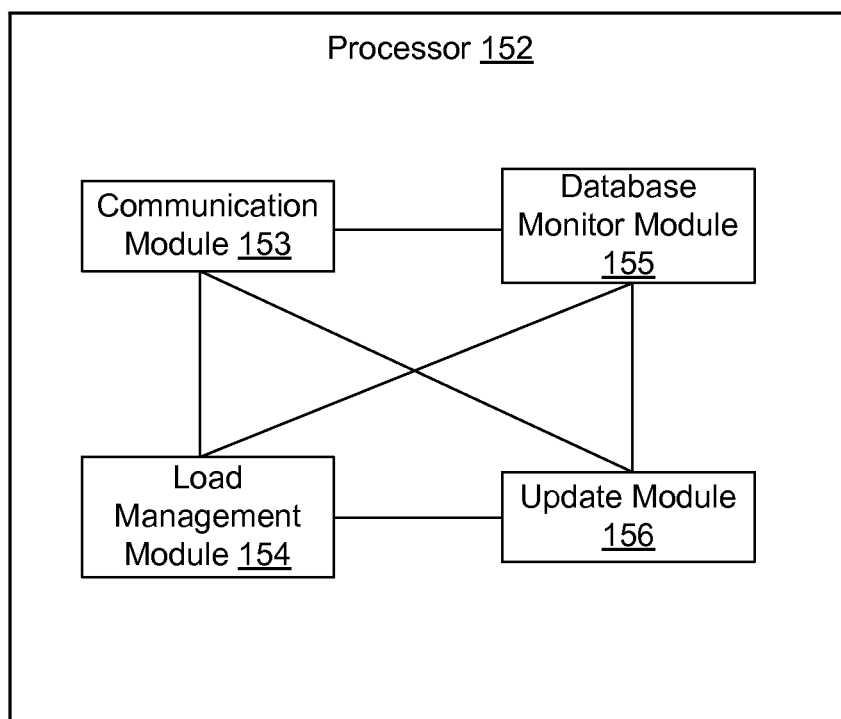 Processor 152
Communication
Module 153
Database
Monitor Module
155
Load
Management
Module 154
Update Module
156